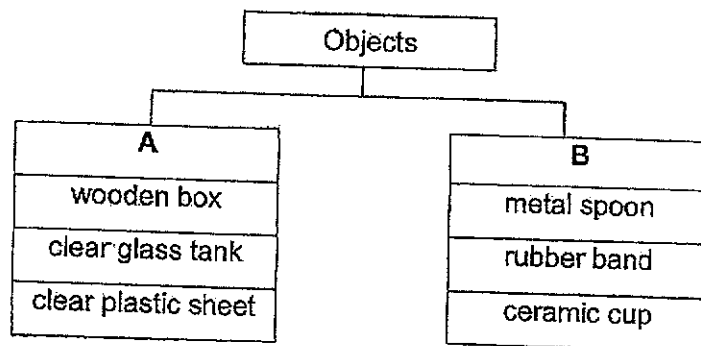 Objects
A
wooden box
clear glass tank
clear plastic sheet
B
metal spoon
rubber band
ceramic cup